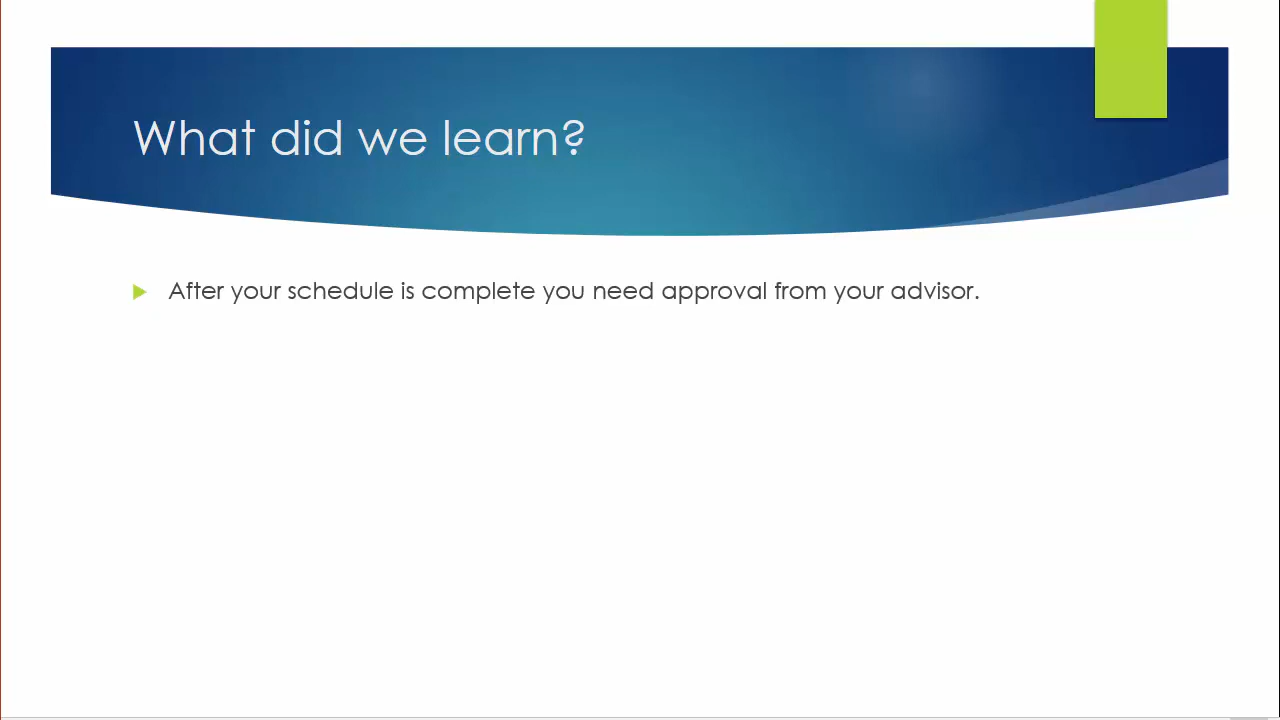 What did we learn?
After your schedule is complete you need approval from your advisor.